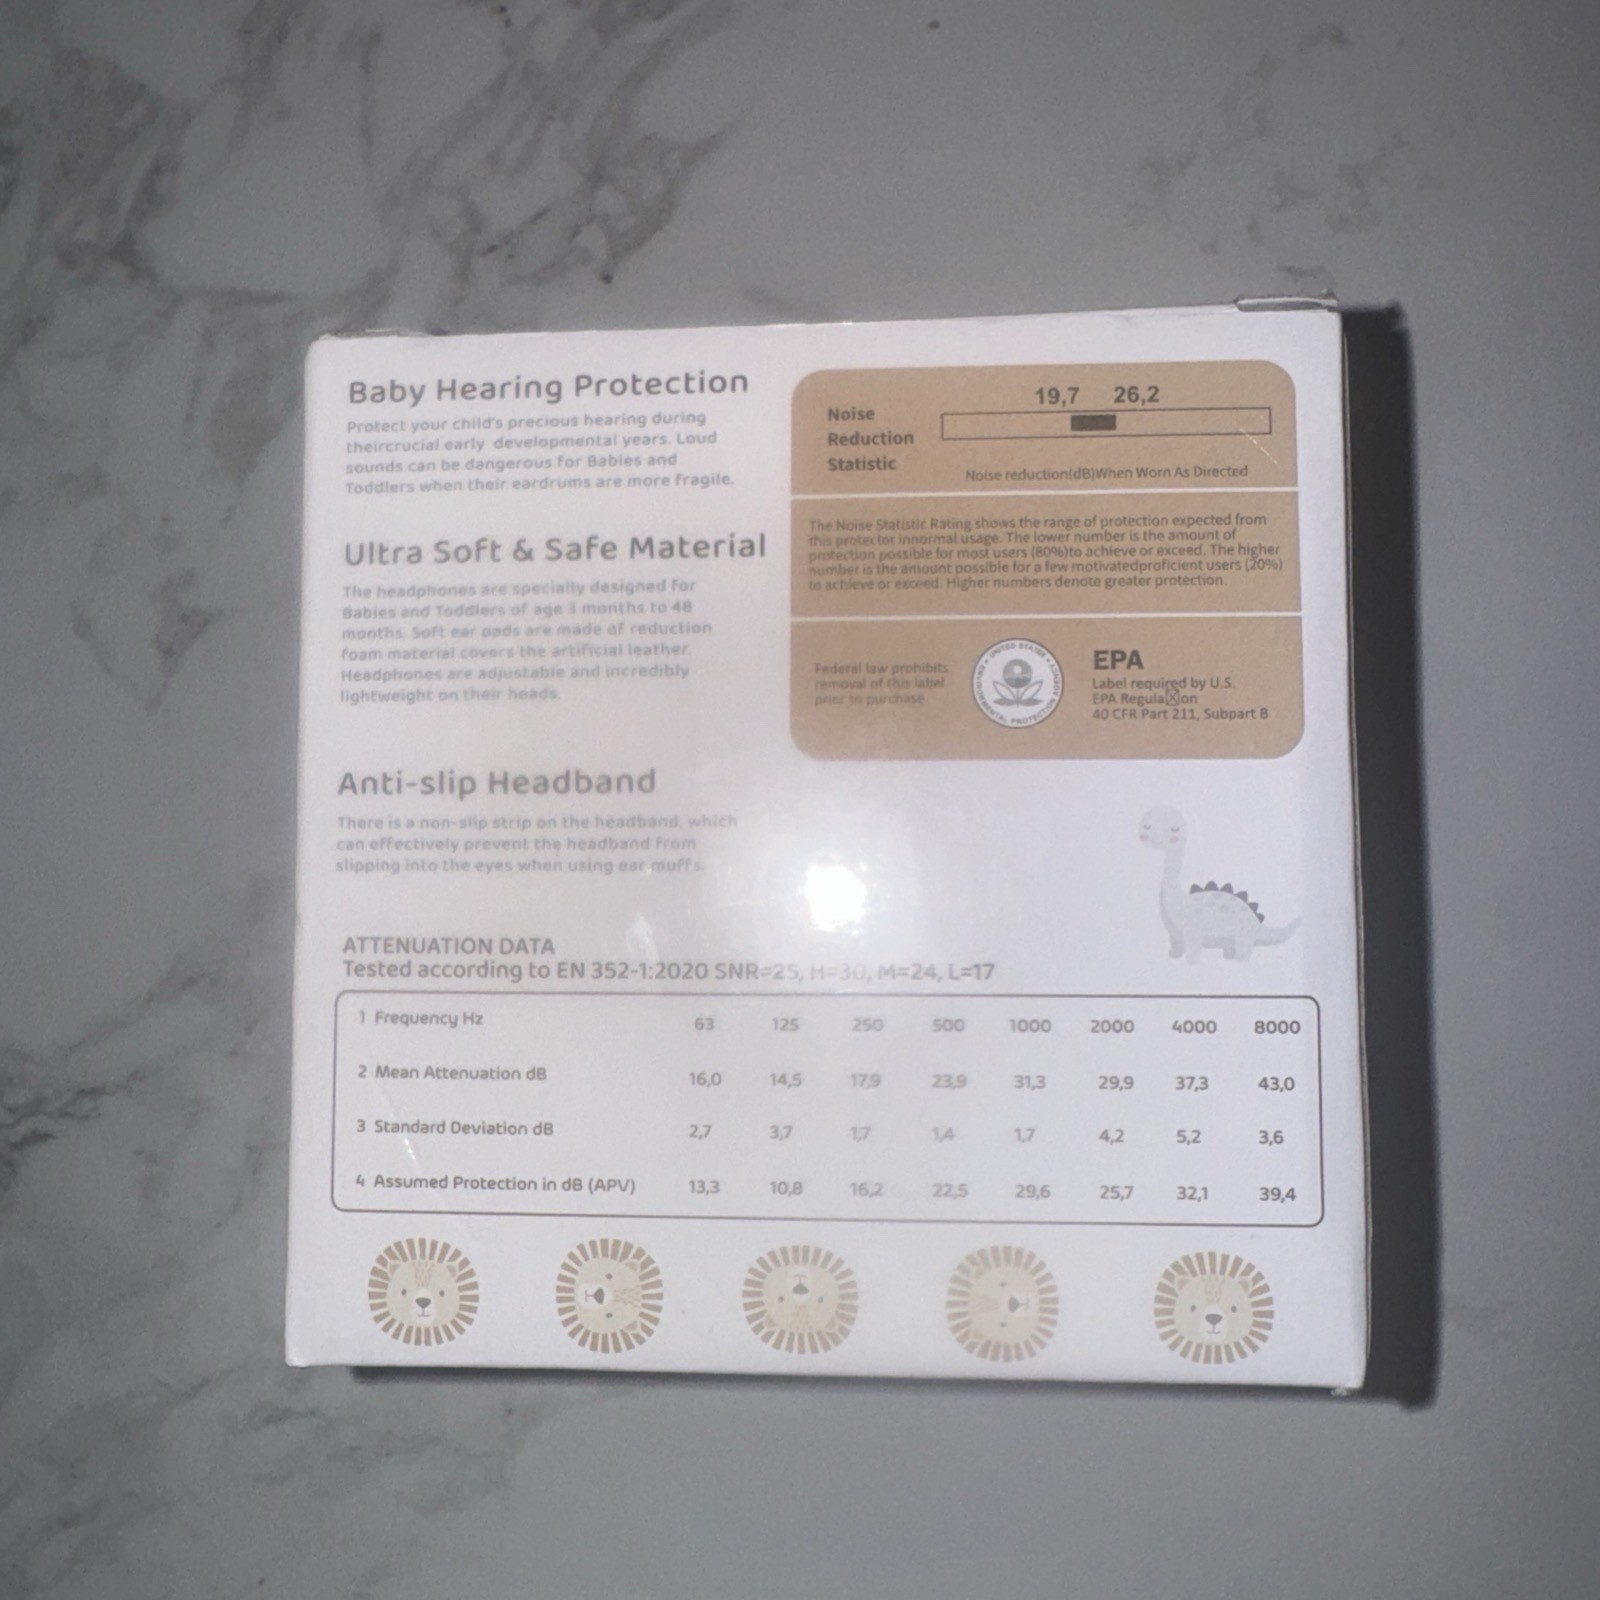 Baby Hearing Protection
Protect your child's precious hearing during
theircrucial early developmental years. Loud
sounds can be dangerous for Babies and
Toddlers when their eardrums are more fragile.
Ultra Soft & Safe Material
The headphones are specially designed for
Babies and Toddlers of age 3 months to 48
months. Soft ear pads are made of reduction
foam material covers the artificial leather.
Headphones are adjustable and incredibly
lightweight on their heads.
Anti-slip Headband
There is a non-slip strip on the headband, which
can effectively prevent the headband from
slipping into the eyes when using ear muffs.
19,7 26,2
Noise
Reduction
Statistic
Noise reduction(dB)When Worn As Directed
The Noise Statistic Rating shows the range of protection expected from
this protector innormal usage. The lower number is the amount of
protection possible for most users (80%)to achieve or exceed. The higher
number is the amount possible for a few motivatedproficient users (20%)
to achieve or exceed. Higher numbers denote greater protection.
Federal law prohibits
removal of this label
prior to purchase
UNITED STATES ENVIRONMENTAL PROTECTION AGENCY
EPA
Label required by U.S.
EPA Regula☒on
40 CFR Part 211, Subpart B
ATTENUATION DATA
Tested according to EN 352-1:2020 SNR=25, H=30, M=24, L=17
1 Frequency Hz 63 125 250 500 1000 2000 4000 8000
2 Mean Attenuation dB 16,0 14,5 17,9 23,9 31,3 29,9 37,3 43,0
3 Standard Deviation dB 2,7 3,7 1,7 1,4 1,7 4,2 5,2 3,6
4 Assumed Protection in dB (APV) 13,3 10,8 16,2 22,5 29,6 25,7 32,1 39,4